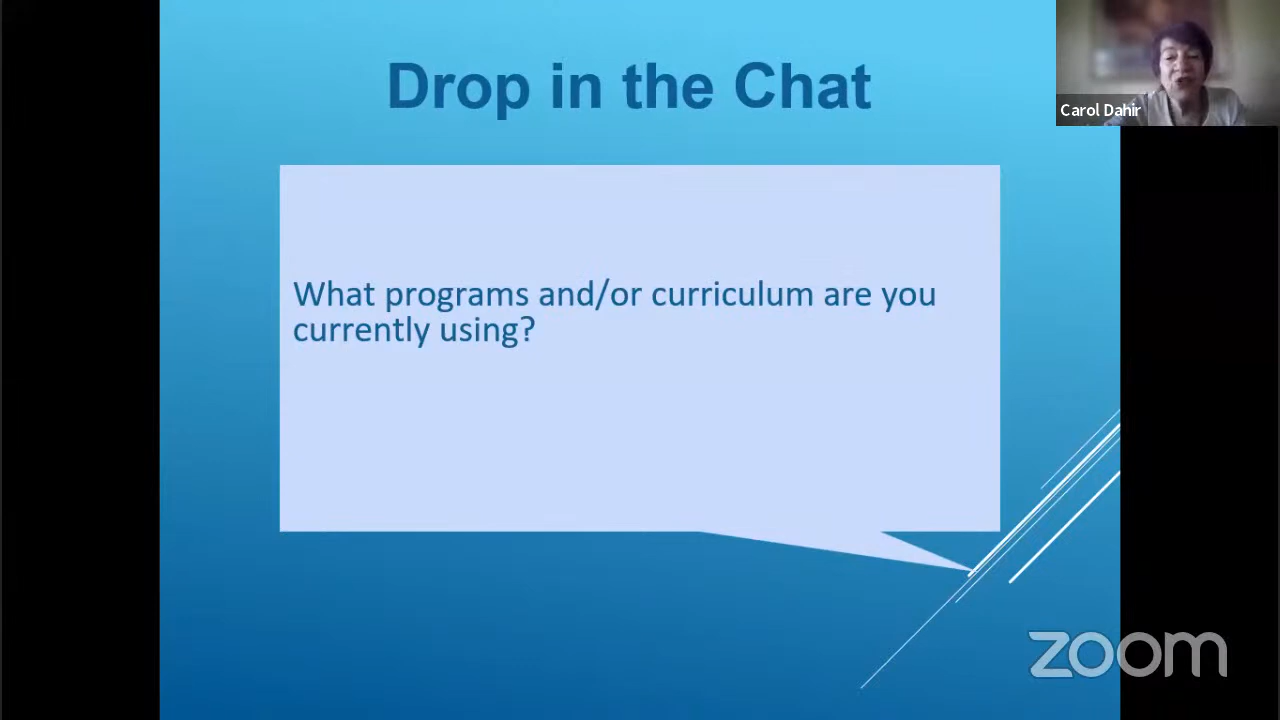 Drop in the Chat
Carol Dahir
What programs and/or curriculum are you
currently using?
zoom